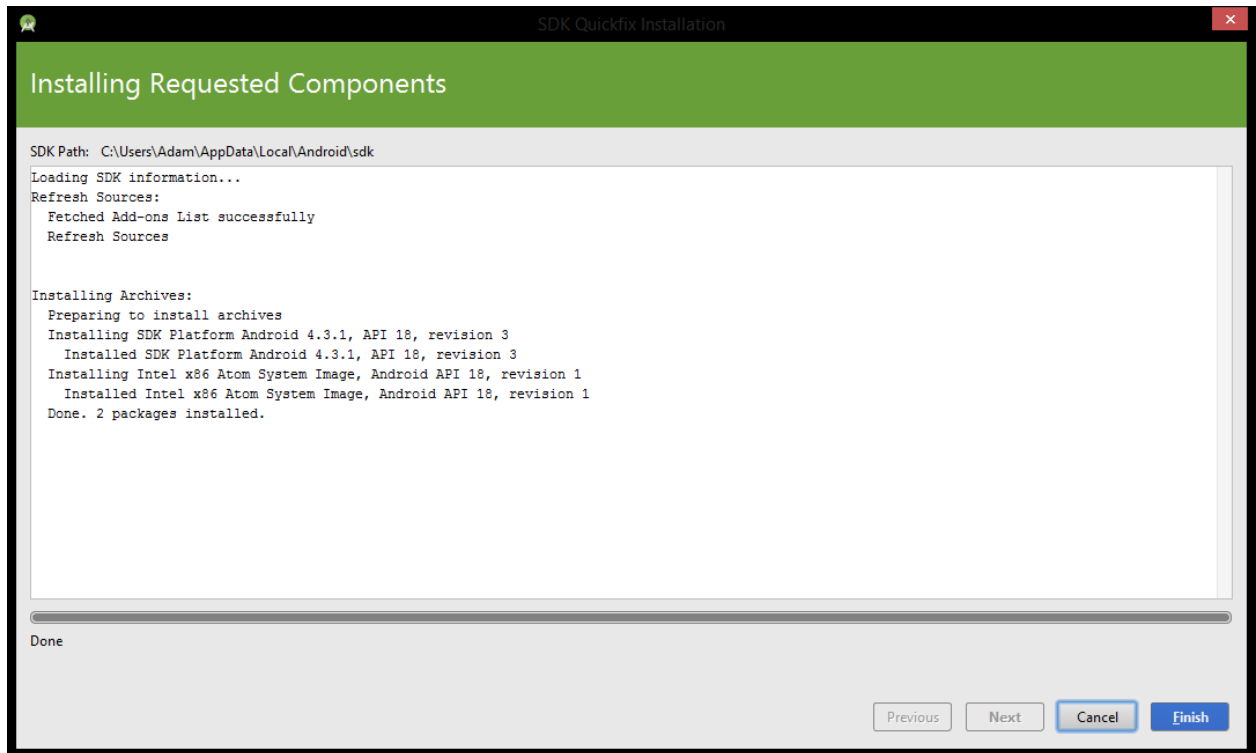 SDK Quickfix Installation
Installing Requested Components
SDK Path: C:\Users\Adam\AppData\Local\Android\sdk
Loading SDK information...
Refresh Sources:
Fetched Add-ons List successfully
Refresh Sources
Installing Archives:
Preparing to install archives
Installing SDK Platform Android 4.3.1, API 18, revision 3
Installed SDK Platform Android 4.3.1, API 18, revision 3
Installing Intel x86 Atom System Image, Android API 18, revision 1
Installed Intel x86 Atom System Image, Android API 18, revision 1
Done. 2 packages installed.
Done
Previous Next Cancel Finish